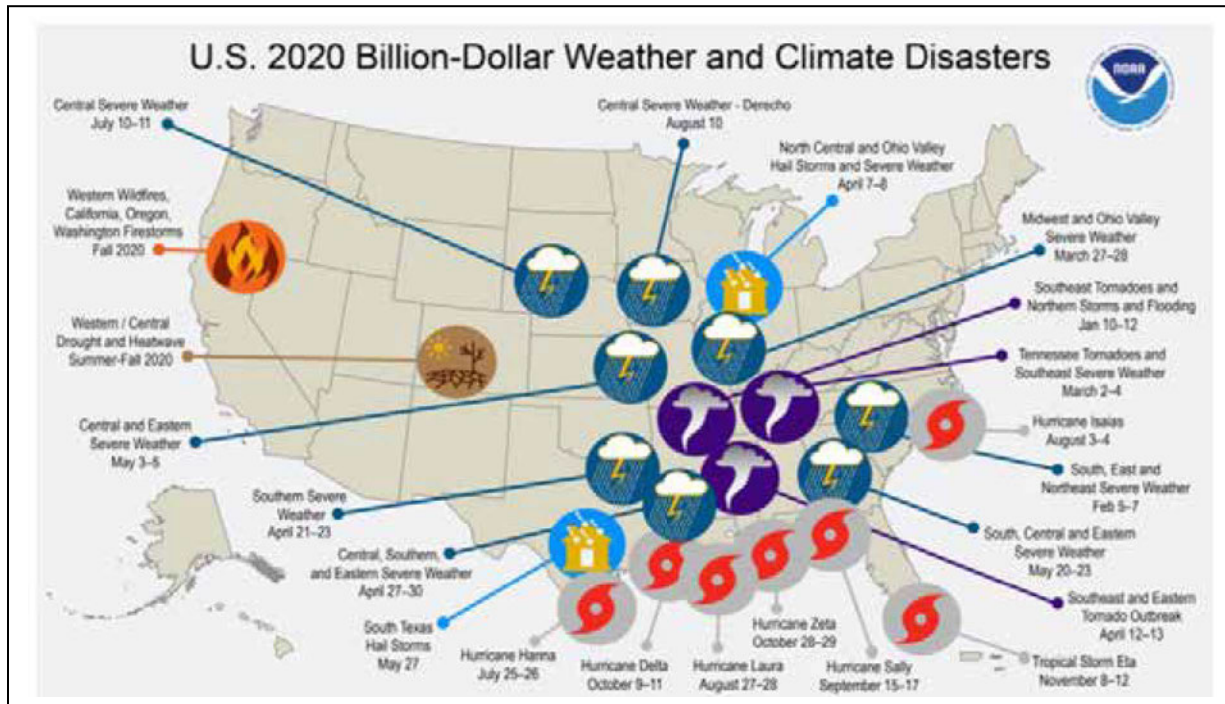 U.S. 2020 Billion-Dollar Weather and Climate Disasters
NOAA
Central Severe Weather
July 10–11
Central Severe Weather - Derecho
August 10
North Central and Ohio Valley
Hail Storms and Severe Weather
April 7–8
Western Wildfires,
California, Oregon,
Washington Firestorms
Fall 2020
Midwest and Ohio Valley
Severe Weather
March 27–28
Southeast Tornadoes and
Northern Storms and Flooding
Jan 10–12
Western / Central
Drought and Heatwave
Summer-Fall 2020
Tennessee Tornadoes and
Southeast Severe Weather
March 2–4
Central and Eastern
Severe Weather
May 3–5
Hurricane Isaias
August 3–4
South, East and
Northeast Severe Weather
Feb 5–7
Southern Severe
Weather
April 21–23
South, Central and Eastern
Severe Weather
May 20–23
Central, Southern,
and Eastern Severe Weather
April 27–30
Southeast and Eastern
Tornado Outbreak
April 12–13
South Texas
Hail Storms
May 27
Hurricane Hanna
July 25–26
Hurricane Delta
October 9–11
Hurricane Laura
August 27–28
Hurricane Zeta
October 28–29
Hurricane Sally
September 15–17
Tropical Storm Eta
November 8–12